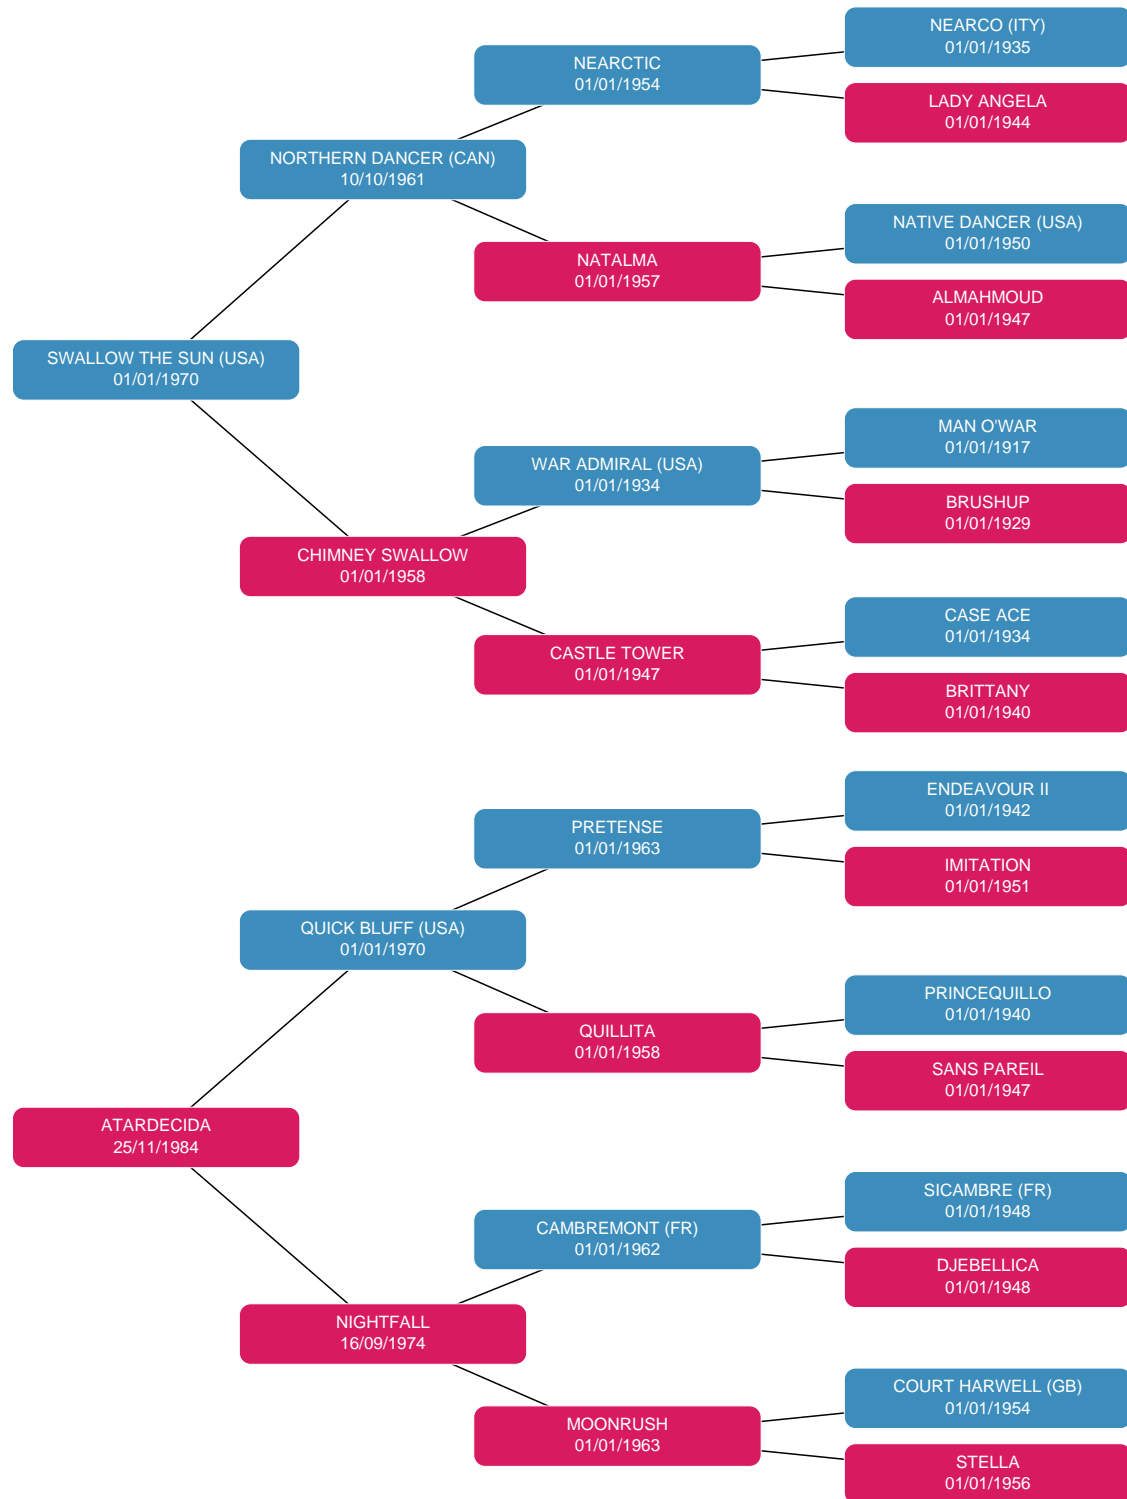 NEARCO (ITY)
01/01/1935
NEARCTIC
01/01/1954
LADY ANGELA
01/01/1944
NORTHERN DANCER (CAN)
10/10/1961
NATIVE DANCER (USA)
01/01/1950
NATALMA
01/01/1957
ALMAHMOUD
01/01/1947
SWALLOW THE SUN (USA)
01/01/1970
MAN O'WAR
01/01/1917
WAR ADMIRAL (USA)
01/01/1934
BRUSHUP
01/01/1929
CHIMNEY SWALLOW
01/01/1958
CASE ACE
01/01/1934
CASTLE TOWER
01/01/1947
BRITTANY
01/01/1940
ENDEAVOUR II
01/01/1942
PRETENSE
01/01/1963
IMITATION
01/01/1951
QUICK BLUFF (USA)
01/01/1970
PRINCEQUILLO
01/01/1940
QUILLITA
01/01/1958
SANS PAREIL
01/01/1947
ATARDECIDA
25/11/1984
SICAMBRE (FR)
01/01/1948
CAMBREMONT (FR)
01/01/1962
DJEBELLICA
01/01/1948
NIGHTFALL
16/09/1974
COURT HARWELL (GB)
01/01/1954
MOONRUSH
01/01/1963
STELLA
01/01/1956